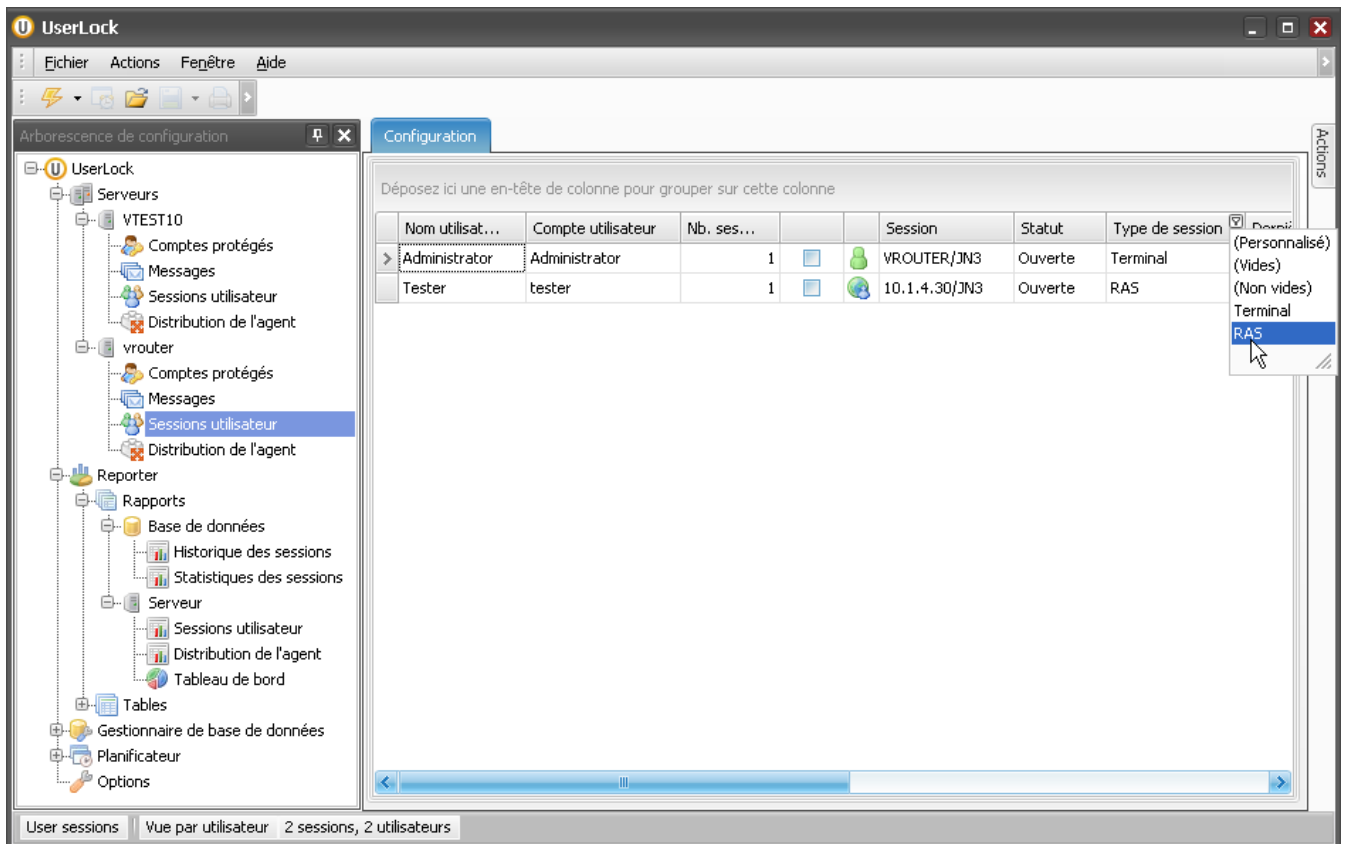 UserLock
Fichier Actions Fenêtre Aide
Arborescence de configuration
Configuration
Actions
UserLock
Serveurs
VTEST10
Comptes protégés
Messages
Sessions utilisateur
Distribution de l'agent
vrouter
Comptes protégés
Messages
Sessions utilisateur
Distribution de l'agent
Reporter
Rapports
Base de données
Historique des sessions
Statistiques des sessions
Serveur
Sessions utilisateur
Distribution de l'agent
Tableau de bord
Tables
Gestionnaire de base de données
Planificateur
Options
Déposez ici une en-tête de colonne pour grouper sur cette colonne
Nom utilisat... Compte utilisateur Nb. ses... Session Statut Type de session
Administrator Administrator 1 VROUTER/JN3 Ouverte Terminal
Tester tester 1 10.1.4.30/JN3 Ouverte RAS
(Personnalisé)
(Vides)
(Non vides)
Terminal
RAS
User sessions Vue par utilisateur 2 sessions, 2 utilisateurs